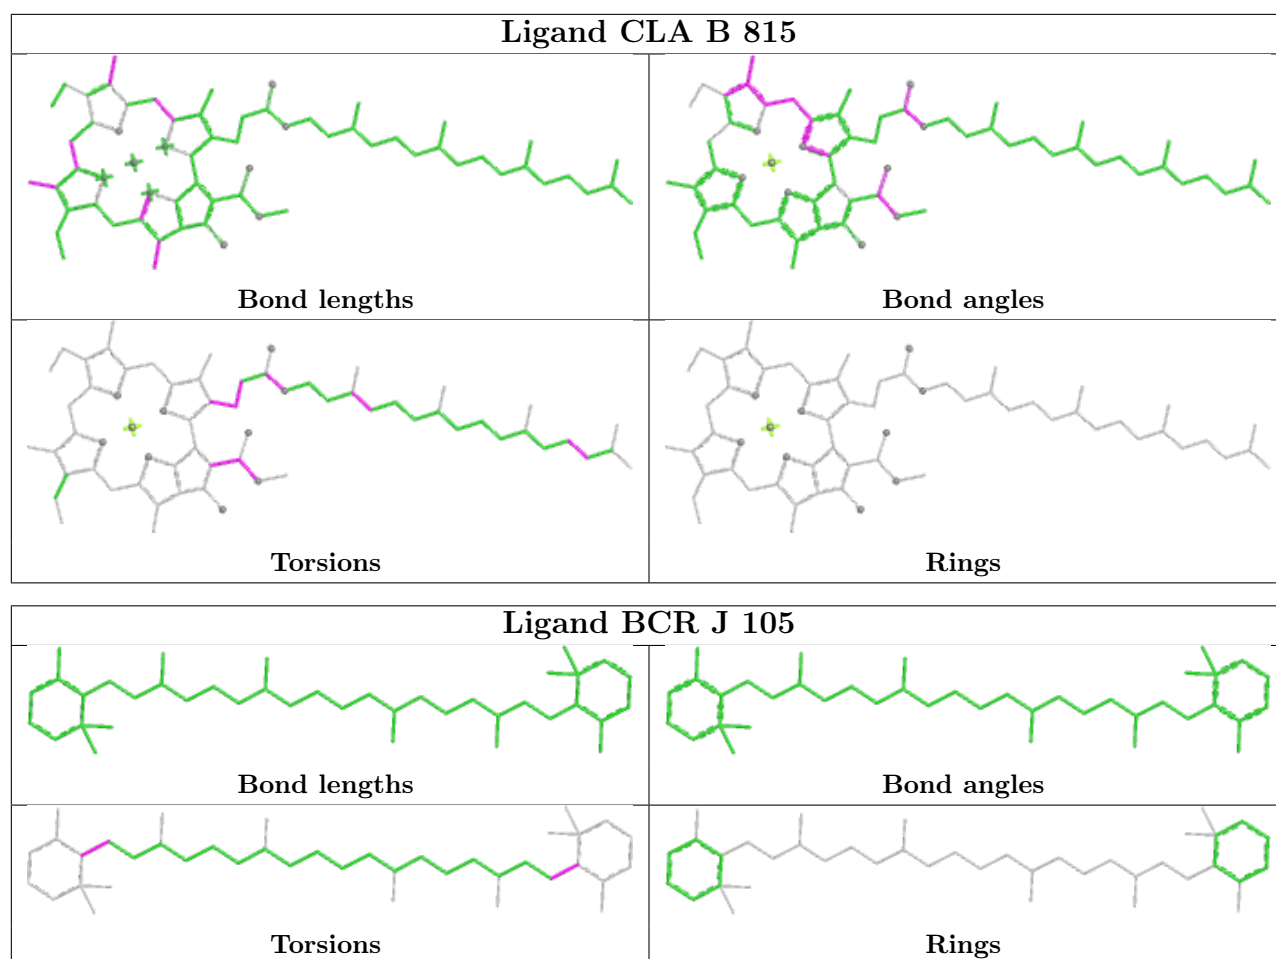 Ligand CLA B 815
Bond lengths
Bond angles
Torsions
Rings
Ligand BCR J 105
Bond lengths
Bond angles
Torsions
Rings